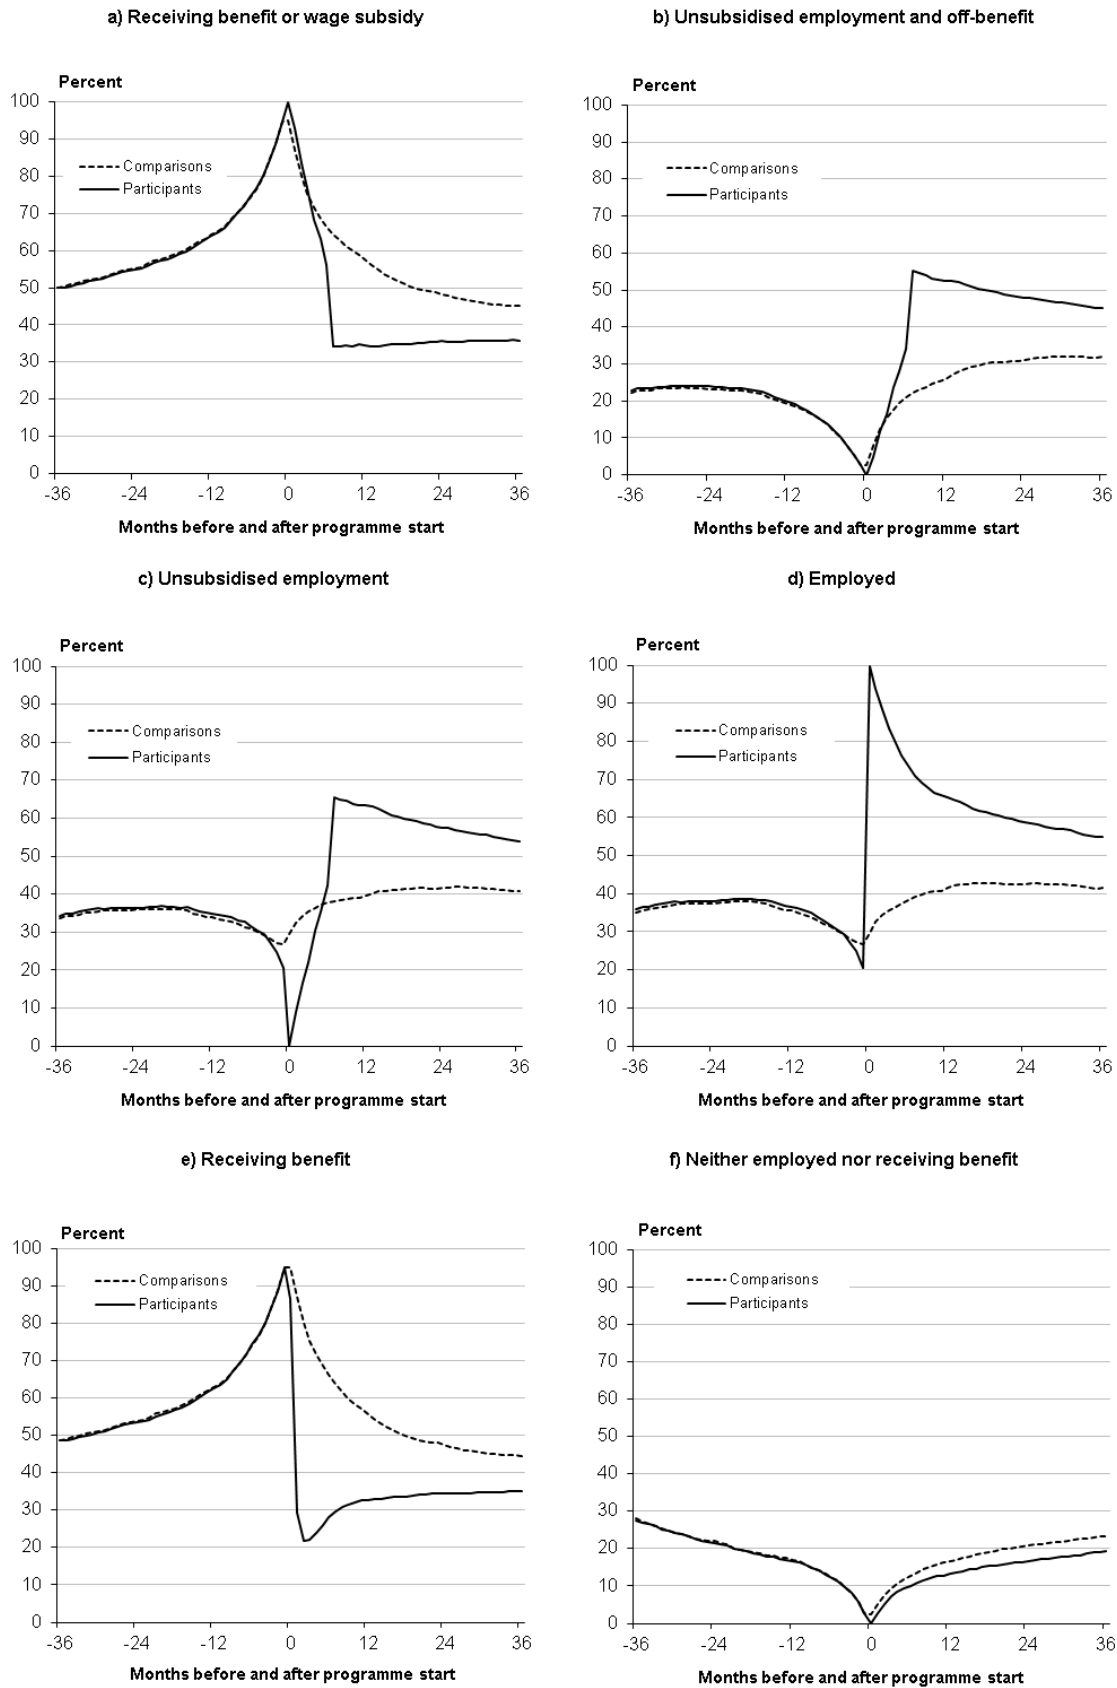 a) Receiving benefit or wage subsidy
Percent
100
90
80
70
60
50
40
30
20
10
0
Comparisons
Participants
-36 -24 -12 0 12 24 36
Months before and after programme start
b) Unsubsidised employment and off-benefit
Percent
100
90
80
70
60
50
40
30
20
10
0
Comparisons
Participants
-36 -24 -12 0 12 24 36
Months before and after programme start
c) Unsubsidised employment
Percent
100
90
80
70
60
50
40
30
20
10
0
Comparisons
Participants
-36 -24 -12 0 12 24 36
Months before and after programme start
d) Employed
Percent
100
90
80
70
60
50
40
30
20
10
0
Comparisons
Participants
-36 -24 -12 0 12 24 36
Months before and after programme start
e) Receiving benefit
Percent
100
90
80
70
60
50
40
30
20
10
0
Comparisons
Participants
-36 -24 -12 0 12 24 36
Months before and after programme start
f) Neither employed nor receiving benefit
Percent
100
90
80
70
60
50
40
30
20
10
0
Comparisons
Participants
-36 -24 -12 0 12 24 36
Months before and after programme start